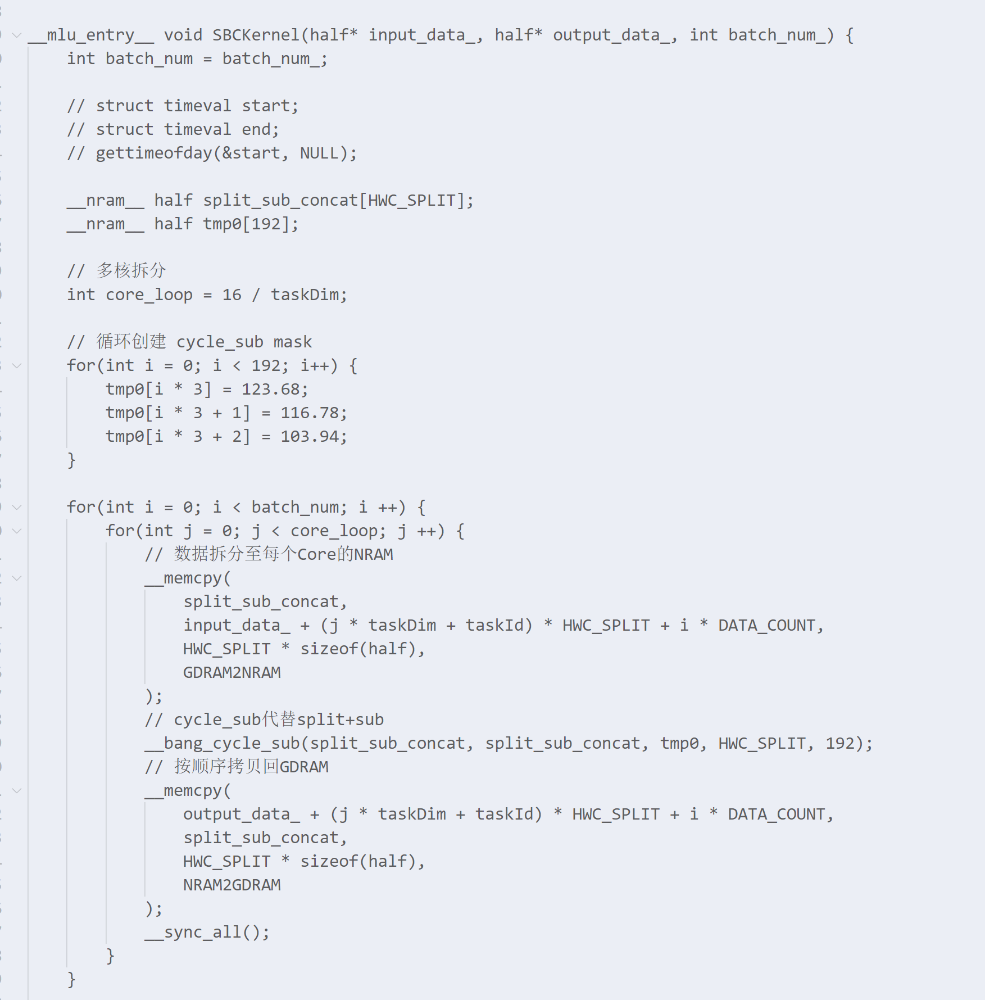 __mlu_entry__ void SBCKernel(half* input_data_, half* output_data_, int batch_num_) {
    int batch_num = batch_num_;

    // struct timeval start;
    // struct timeval end;
    // gettimeofday(&start, NULL);

    __nram__ half split_sub_concat[HWC_SPLIT];
    __nram__ half tmp0[192];

    // 多核拆分
    int core_loop = 16 / taskDim;

    // 循环创建 cycle_sub mask
    for(int i = 0; i < 192; i++) {
        tmp0[i * 3] = 123.68;
        tmp0[i * 3 + 1] = 116.78;
        tmp0[i * 3 + 2] = 103.94;
    }

    for(int i = 0; i < batch_num; i ++) {
        for(int j = 0; j < core_loop; j ++) {
            // 数据拆分至每个Core的NRAM
            __memcpy(
                split_sub_concat,
                input_data_ + (j * taskDim + taskId) * HWC_SPLIT + i * DATA_COUNT,
                HWC_SPLIT * sizeof(half),
                GDRAM2NRAM
            );
            // cycle_sub代替split+sub
            __bang_cycle_sub(split_sub_concat, split_sub_concat, tmp0, HWC_SPLIT, 192);
            // 按顺序拷贝回GDRAM
            __memcpy(
                output_data_ + (j * taskDim + taskId) * HWC_SPLIT + i * DATA_COUNT,
                split_sub_concat,
                HWC_SPLIT * sizeof(half),
                NRAM2GDRAM
            );
            __sync_all();
        }
    }